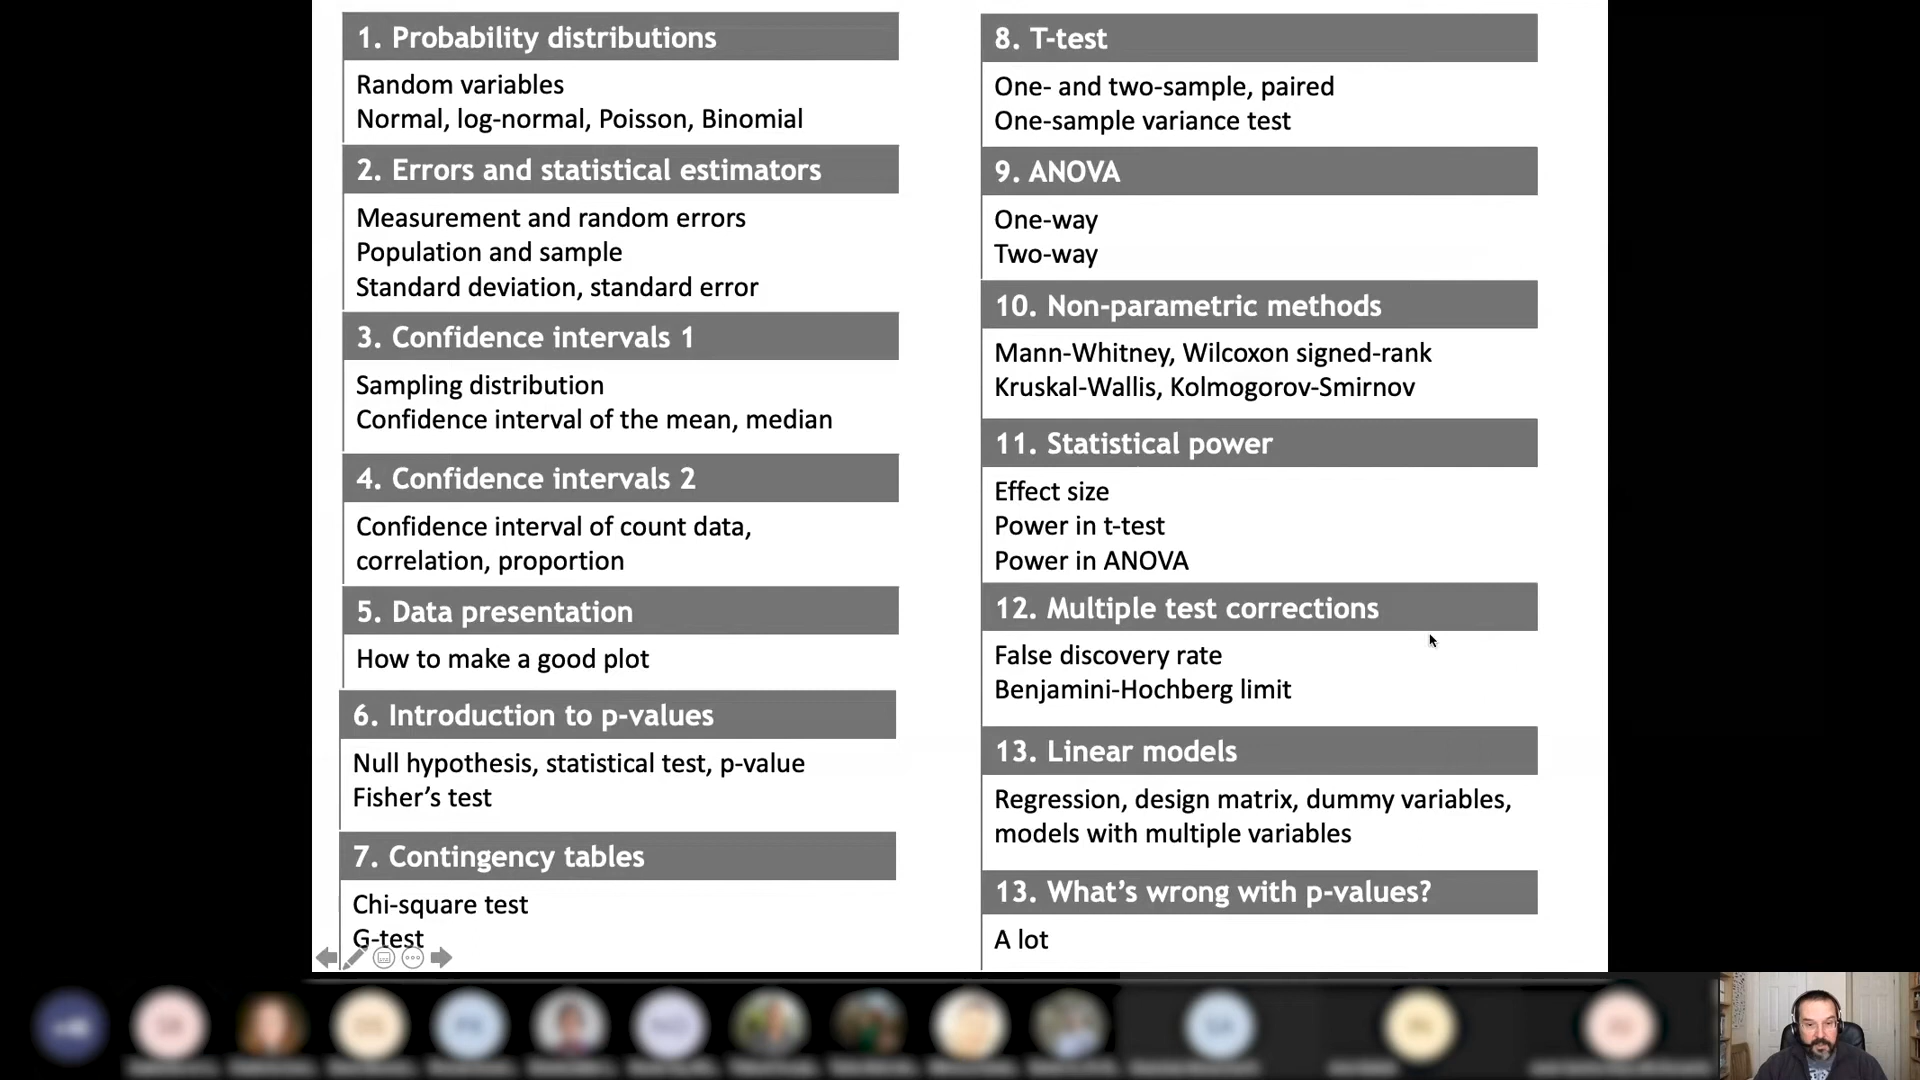 1. Probability distributions
Random variables
Normal, log-normal, Poisson, Binomial
2. Errors and statistical estimators
Measurement and random errors
Population and sample
Standard deviation, standard error
3. Confidence intervals 1
Sampling distribution
Confidence interval of the mean, median
4. Confidence intervals 2
Confidence interval of count data,
correlation, proportion
5. Data presentation
How to make a good plot
6. Introduction to p-values
Null hypothesis, statistical test, p-value
Fisher’s test
7. Contingency tables
Chi-square test
G-test
8. T-test
One- and two-sample, paired
One-sample variance test
9. ANOVA
One-way
Two-way
10. Non-parametric methods
Mann-Whitney, Wilcoxon signed-rank
Kruskal-Wallis, Kolmogorov-Smirnov
11. Statistical power
Effect size
Power in t-test
Power in ANOVA
12. Multiple test corrections
False discovery rate
Benjamini-Hochberg limit
13. Linear models
Regression, design matrix, dummy variables,
models with multiple variables
13. What’s wrong with p-values?
A lot